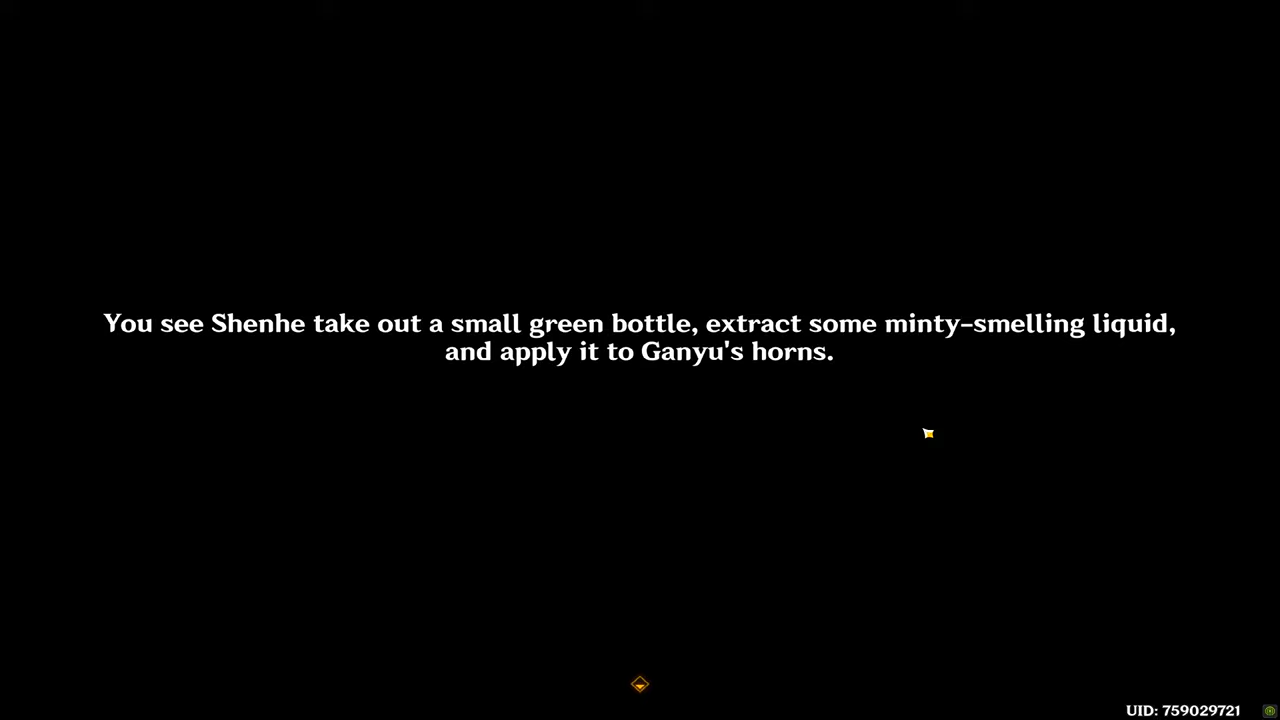 You see Shenhe take out a small green bottle, extract some minty-smelling liquid,
and apply it to Ganyu's horns.
UID: 759029721